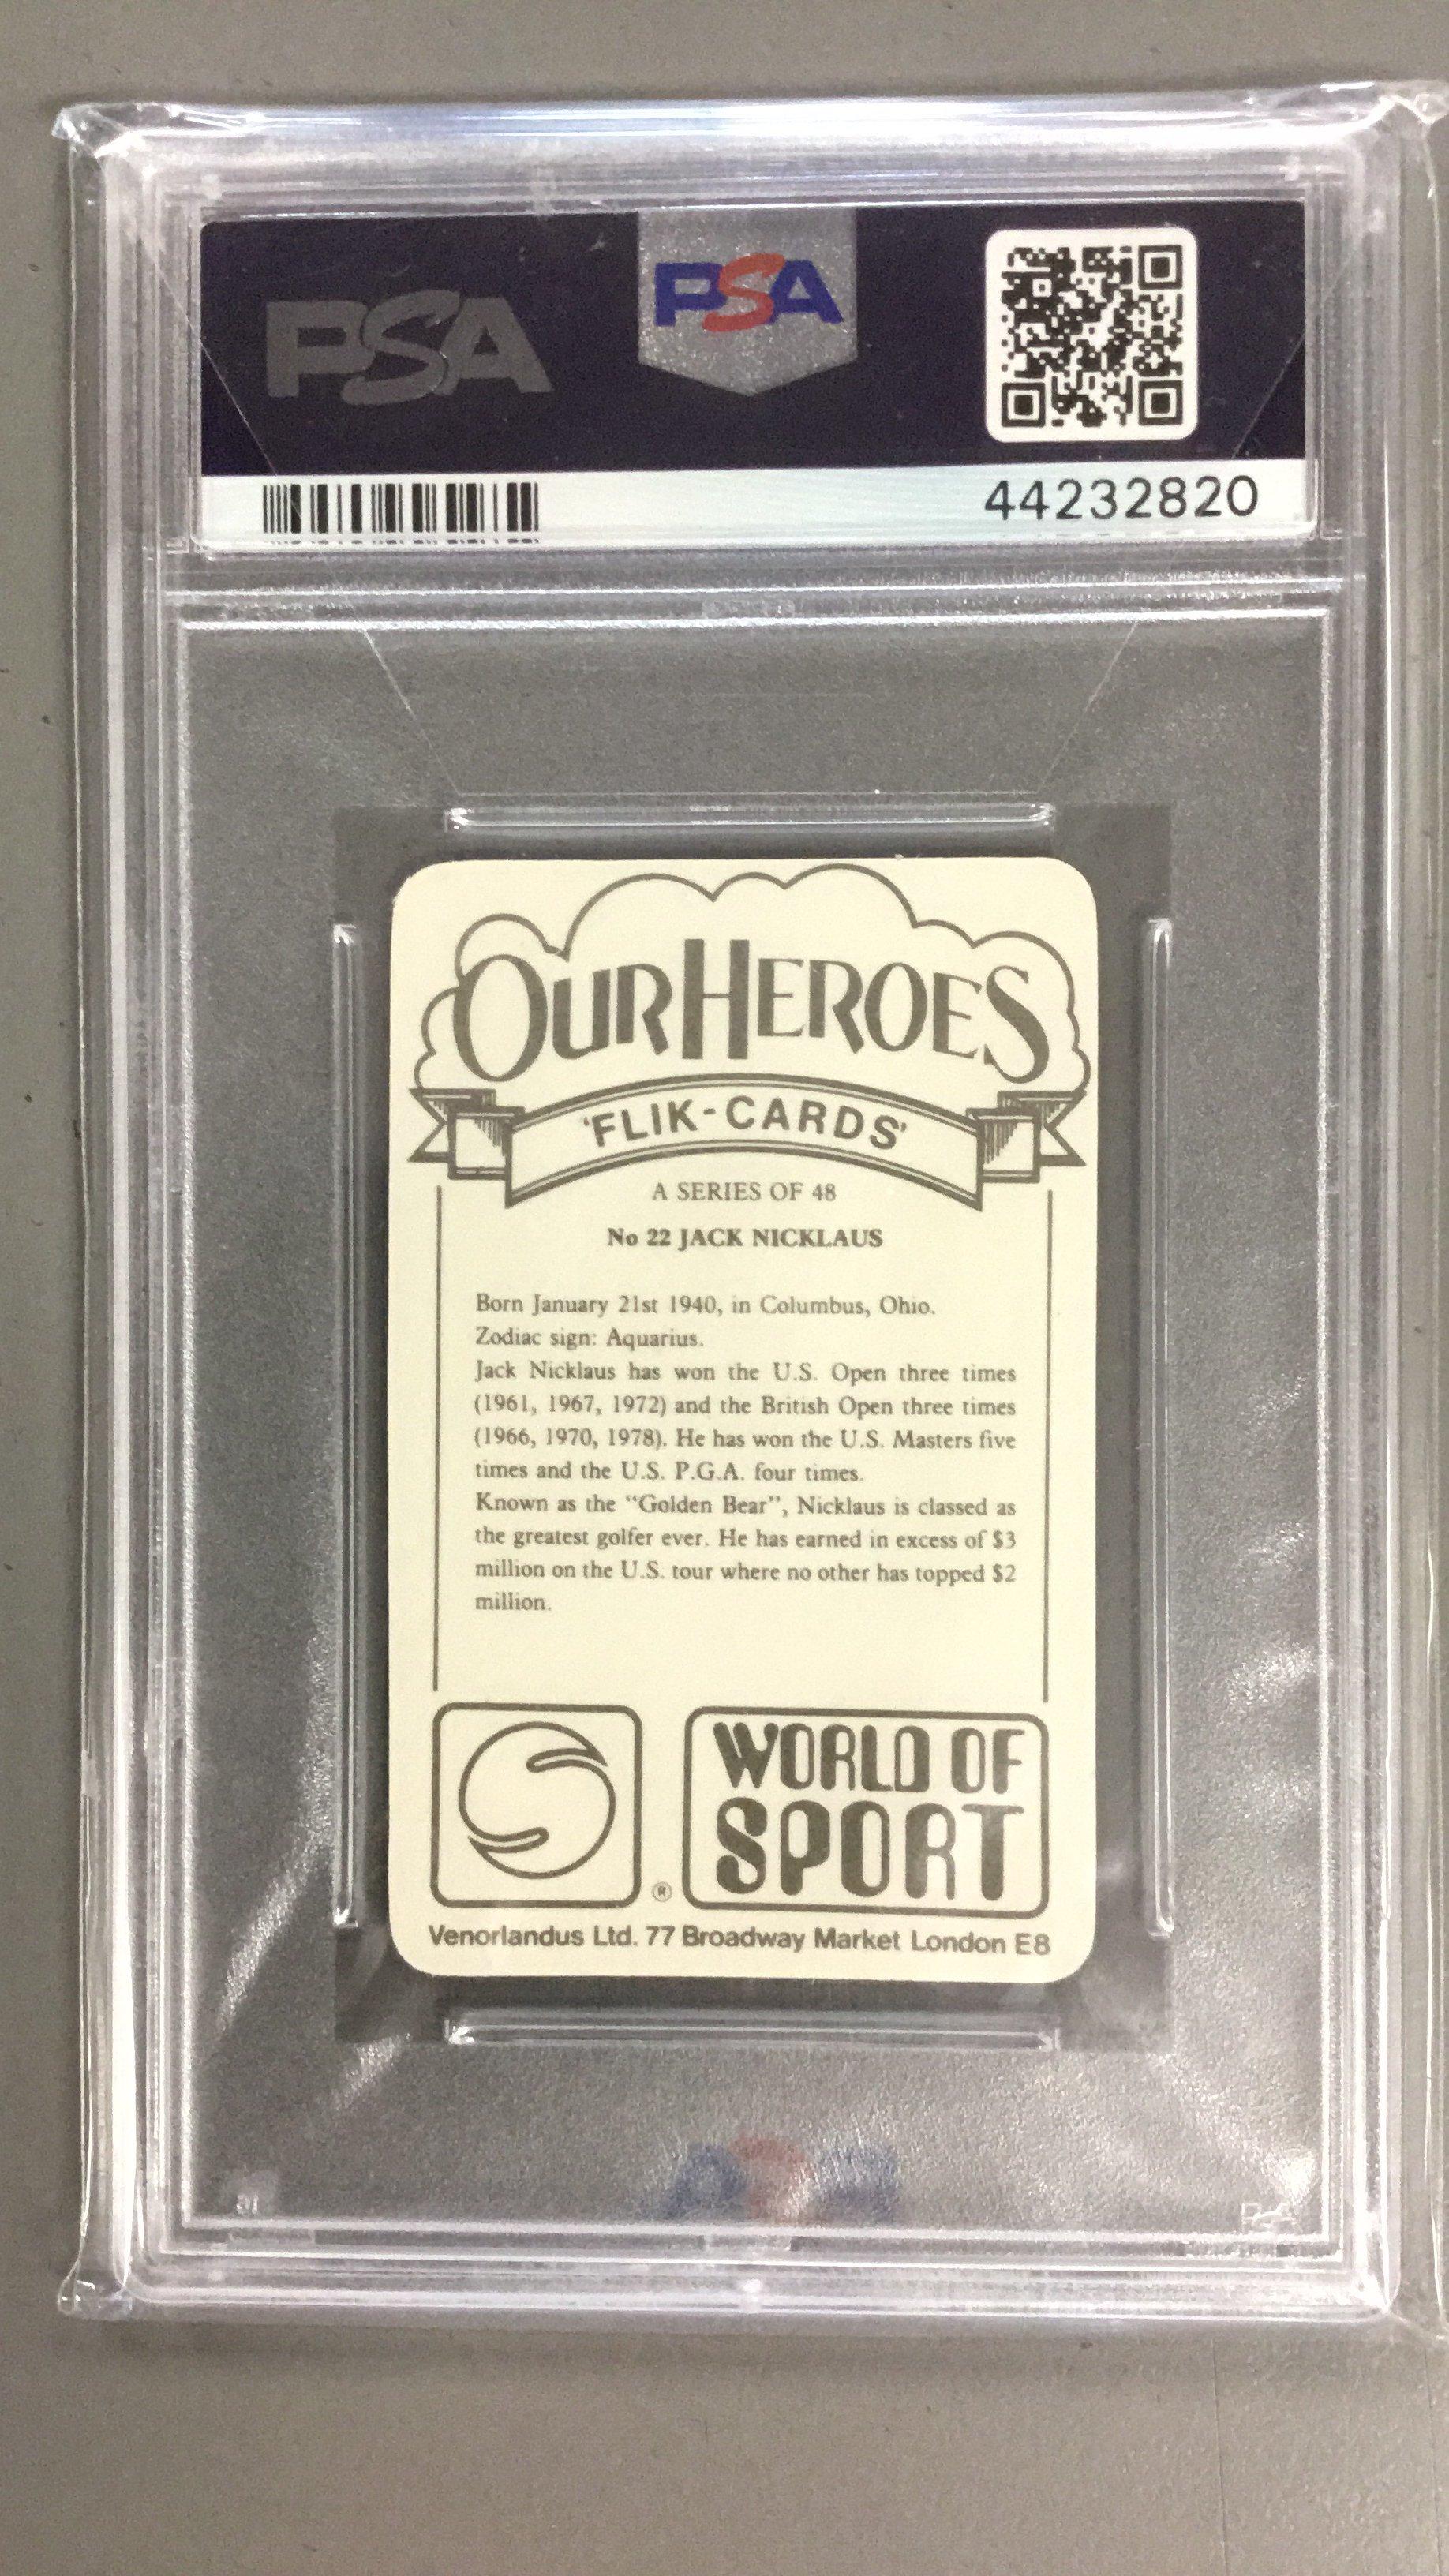 PSA
PSA
44232820
OUR HEROES
'FLIK-CARDS'
A SERIES OF 48
No 22 JACK NICKLAUS
Born January 21st 1940, in Columbus, Ohio.
Zodiac sign: Aquarius.
Jack Nicklaus has won the U.S. Open three times
(1961, 1967, 1972) and the British Open three times
(1966, 1970, 1978). He has won the U.S. Masters five
times and the U.S. P.G.A. four times.
Known as the "Golden Bear", Nicklaus is classed as
the greatest golfer ever. He has earned in excess of $3
million on the U.S. tour where no other has topped $2
million.
®
WORLD OF
SPORT
Venorlandus Ltd. 77 Broadway Market London E8